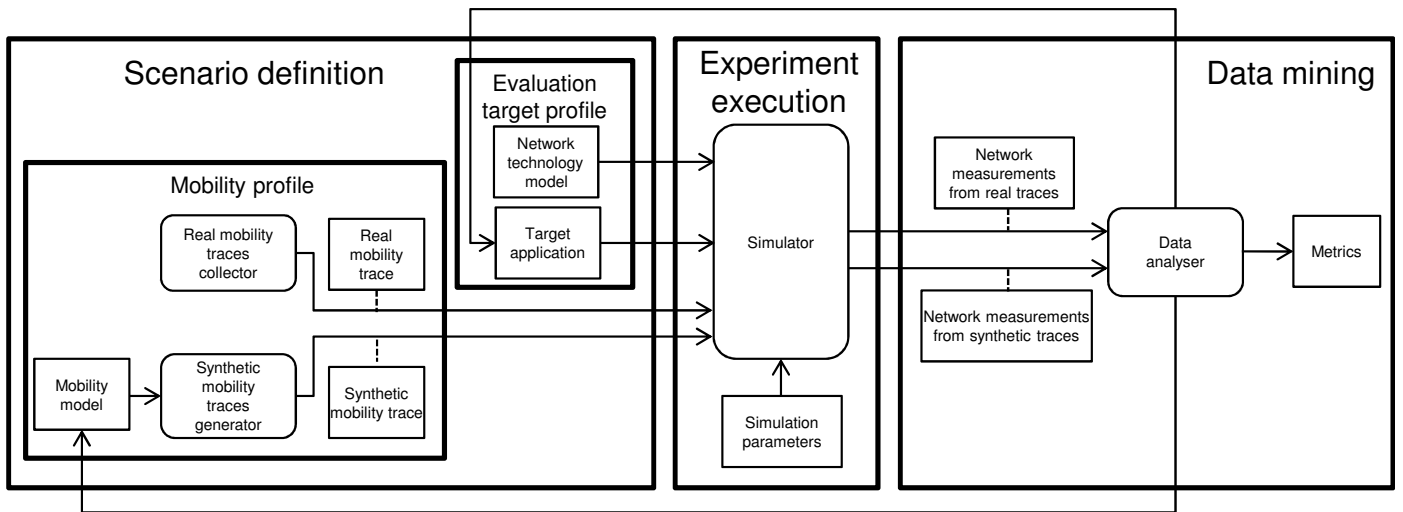 Scenario definition
Evaluation
target profile
Network
technology
model
Target
application
Mobility profile
Real mobility
traces
collector
Real
mobility
trace
Mobility
model
Synthetic
mobility
traces
generator
Synthetic
mobility trace
Experiment
execution
Simulator
Simulation
parameters
Data mining
Network
measurements
from real traces
Network measurements
from synthetic traces
Data
analyser
Metrics